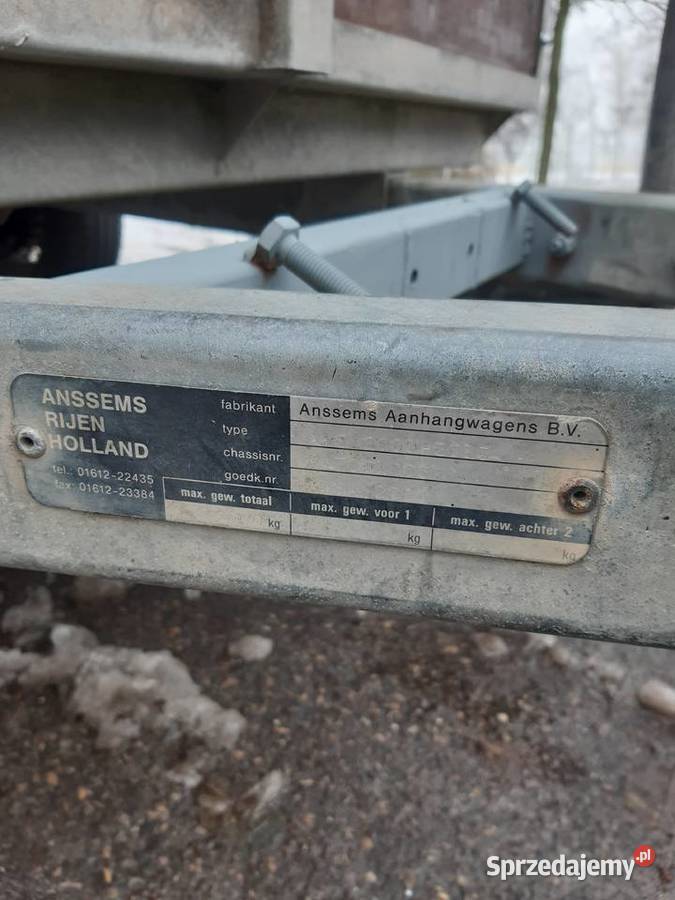 ANSSEMS
RIJEN
HOLLAND
tel.: 01612-22435
fax: 01612-23384
fabrikant Anssems Aanhangwagens B.V.
type
chassisnr.
goedk.nr.
max. gew. totaal max. gew. voor 1 max. gew. achter 2
kg kg kg
Sprzedajemy.pl